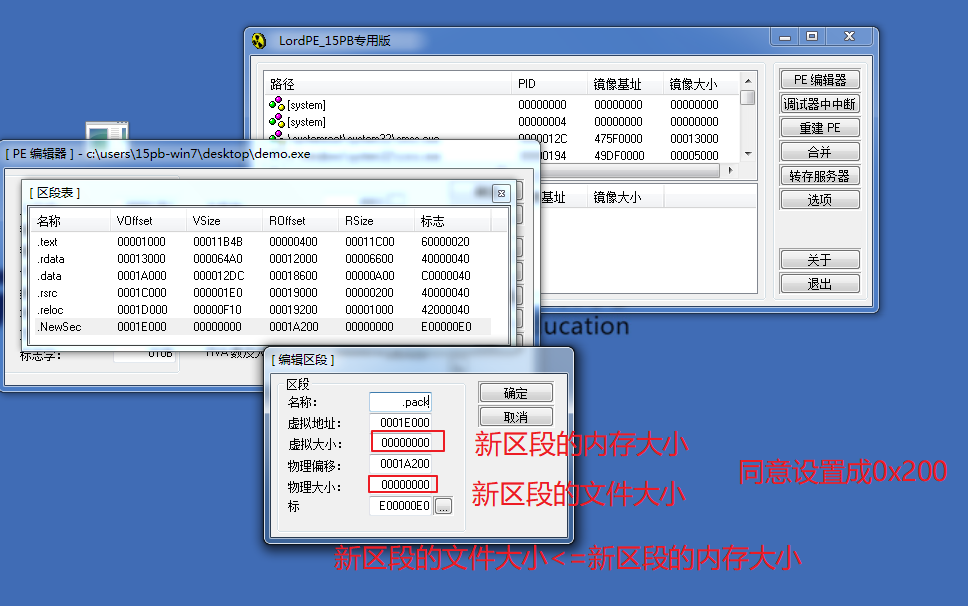 LordPE_15PB专用版
路径 PID 镜像基址 镜像大小
[system] 00000000 00000000 00000000
[system] 00000004 00000000 00000000
\systemroot\system32\smss.exe 0000012C 475F0000 00013000
0000194 49DF0000 00005000
基址 镜像大小
PE 编辑器
调试器中中断
重建 PE
合并
转存服务器
选项
关于
退出
[ PE 编辑器 ] - c:\users\15pb-win7\desktop\demo.exe
[ 区段表 ]
名称 VOffset VSize ROffset RSize 标志
.text 00001000 00011B4B 00000400 00011C00 60000020
.rdata 00013000 000064A0 00012000 00006600 40000040
.data 0001A000 000012DC 00018600 00000A00 C0000040
.rsrc 0001C000 000001E0 00019000 00000200 40000040
.reloc 0001D000 00000F10 00019200 00001000 42000040
.NewSec 0001E000 00000000 0001A200 00000000 E00000E0
标志字: 010B
ucation
[ 编辑区段 ]
区段
名称: .pack
虚拟地址: 0001E000
虚拟大小: 00000000
物理偏移: 0001A200
物理大小: 00000000
标 E00000E0 ...
确定
取消
新区段的内存大小
同意设置成0x200
新区段的文件大小
新区段的文件大小<=新区段的内存大小